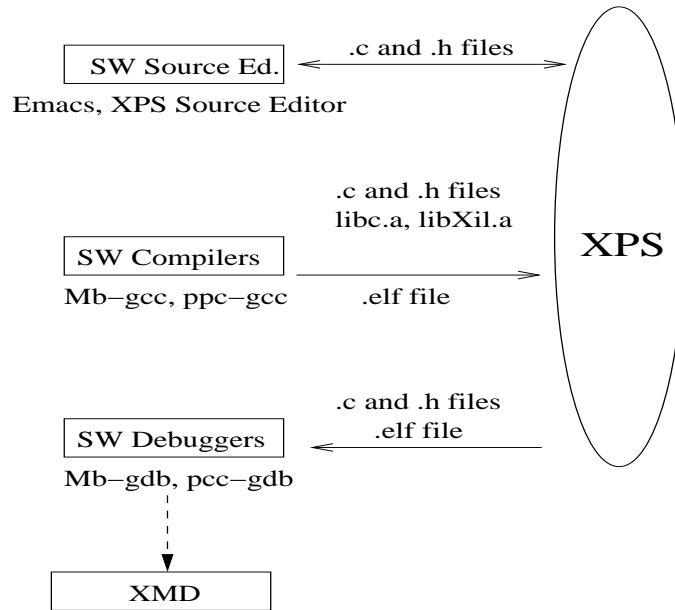 .c and .h files
SW Source Ed.
Emacs, XPS Source Editor
.c and .h files
libc.a, libXil.a
XPS
SW Compilers
Mb-gcc, ppc-gcc
.elf file
.c and .h files
.elf file
SW Debuggers
Mb-gdb, pcc-gdb
XMD